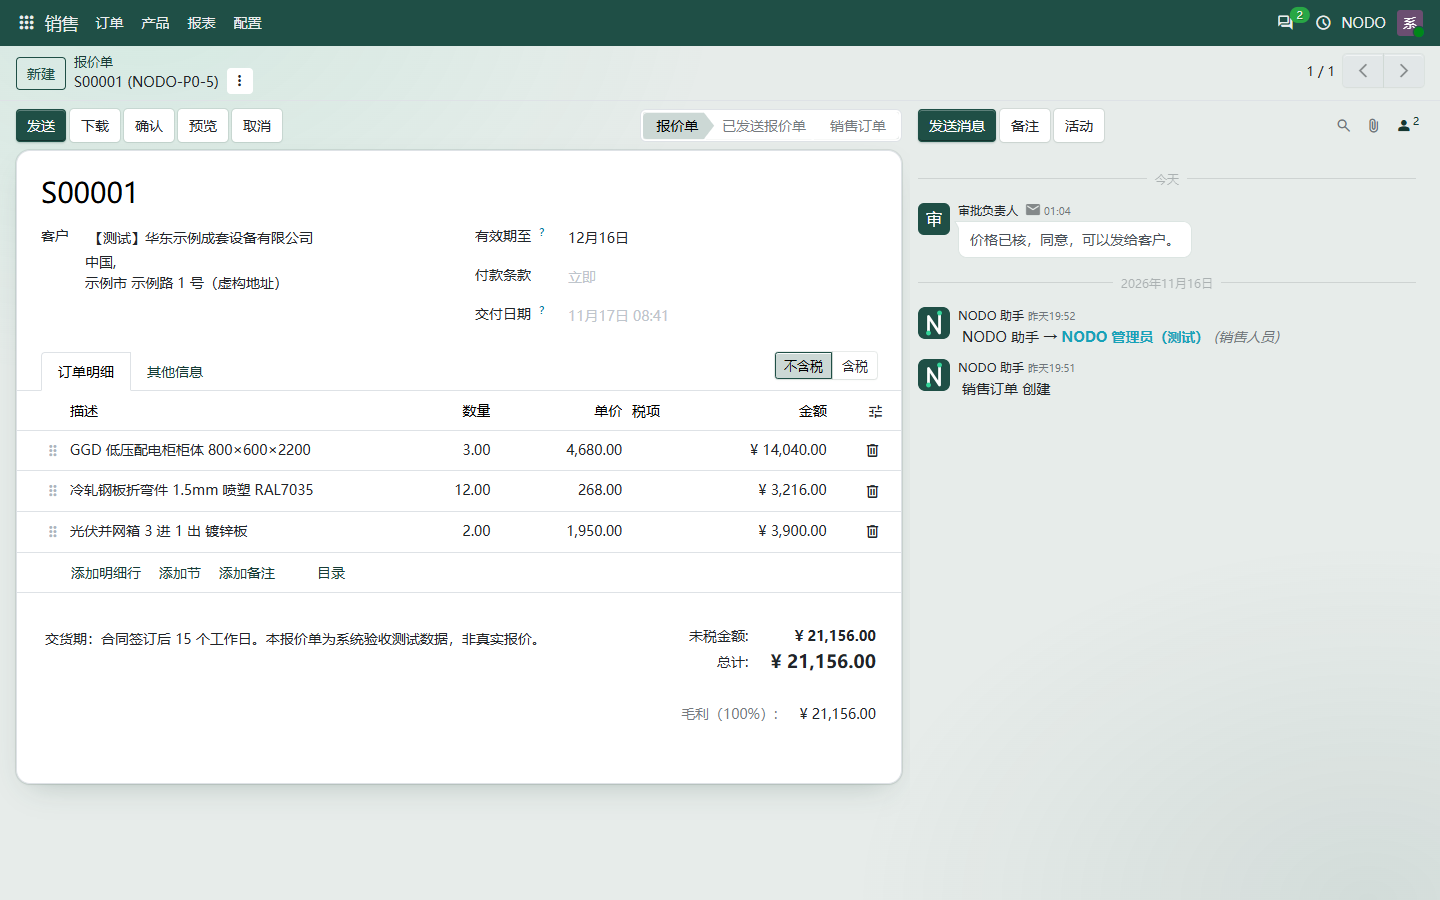 销售 订单 产品 报表 配置 2 NODO 系
新建 报价单
S00001 (NODO-P0-5)
1 / 1
发送 下载 确认 预览 取消 报价单 已发送报价单 销售订单
发送消息 备注 活动 2
S00001
客户 【测试】华东示例成套设备有限公司
中国,
示例市 示例路 1 号（虚构地址）
有效期至 ? 12月16日
付款条款 立即
交付日期 ? 11月17日 08:41
订单明细 其他信息 不含税 含税
描述 数量 单价 税项 金额
GGD 低压配电柜柜体 800×600×2200 3.00 4,680.00 ¥ 14,040.00
冷轧钢板折弯件 1.5mm 喷塑 RAL7035 12.00 268.00 ¥ 3,216.00
光伏并网箱 3 进 1 出 镀锌板 2.00 1,950.00 ¥ 3,900.00
添加明细行 添加节 添加备注 目录
交货期：合同签订后 15 个工作日。本报价单为系统验收测试数据，非真实报价。
未税金额: ¥ 21,156.00
总计: ¥ 21,156.00
毛利（100%）: ¥ 21,156.00
今天
审 审批负责人 01:04
价格已核，同意，可以发给客户。
2026年11月16日
NODO 助手 昨天19:52
NODO 助手 → NODO 管理员（测试） (销售人员)
NODO 助手 昨天19:51
销售订单 创建